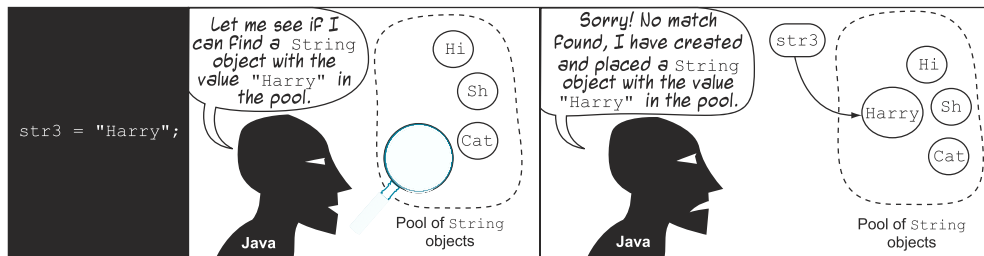 str3 = "Harry";
Let me see if I
can find a String
object with the
value "Harry" in
the pool.
Java
Hi
Sh
Cat
Pool of String
objects
Sorry! No match
found, I have created
and placed a String
object with the value
"Harry" in the pool.
Java
str3
Hi
Harry
Sh
Cat
Pool of String
objects